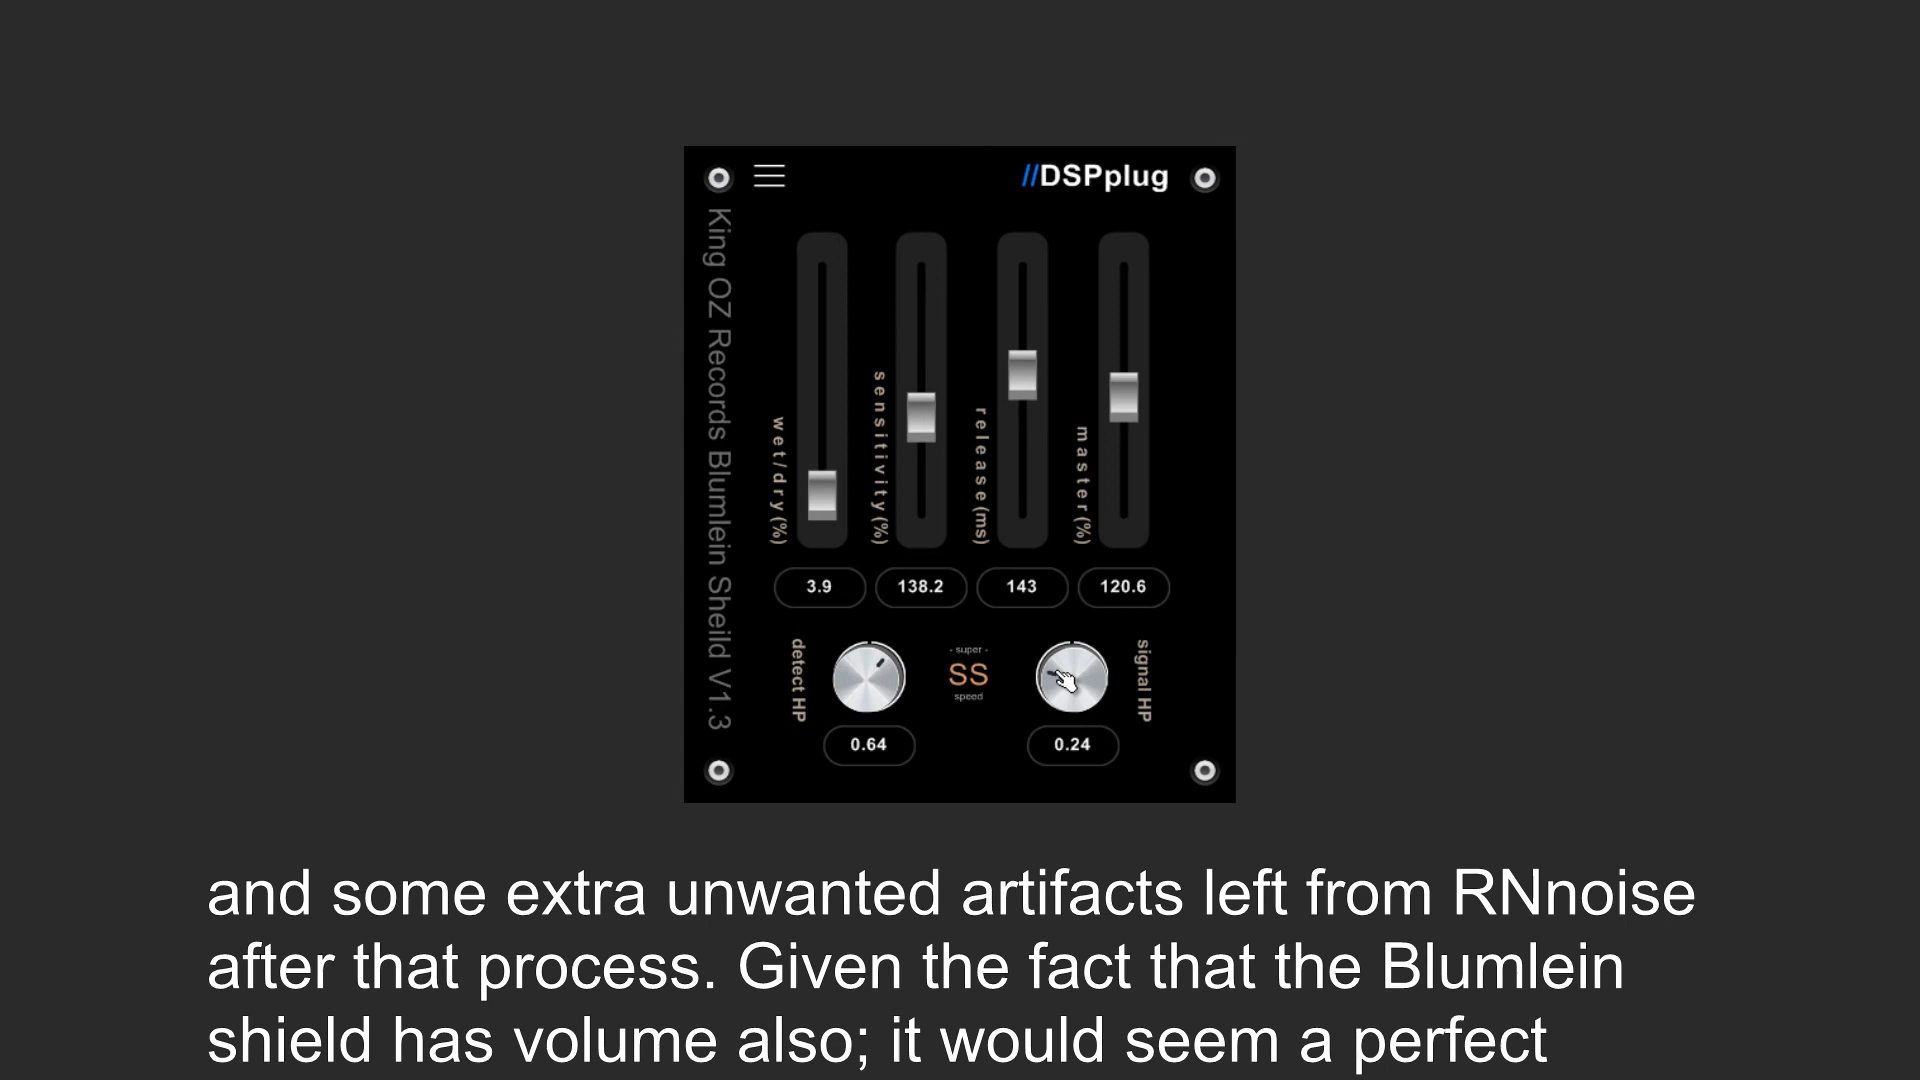 //DSPplug
King OZ Records Blumlein Sheild V1.3
wet/dry(%)
sensitivity(%)
release(ms)
master(%)
3.9
138.2
143
120.6
detect HP
- super -
SS
speed
signal HP
0.64
0.24
and some extra unwanted artifacts left from RNnoise
after that process. Given the fact that the Blumlein
shield has volume also; it would seem a perfect